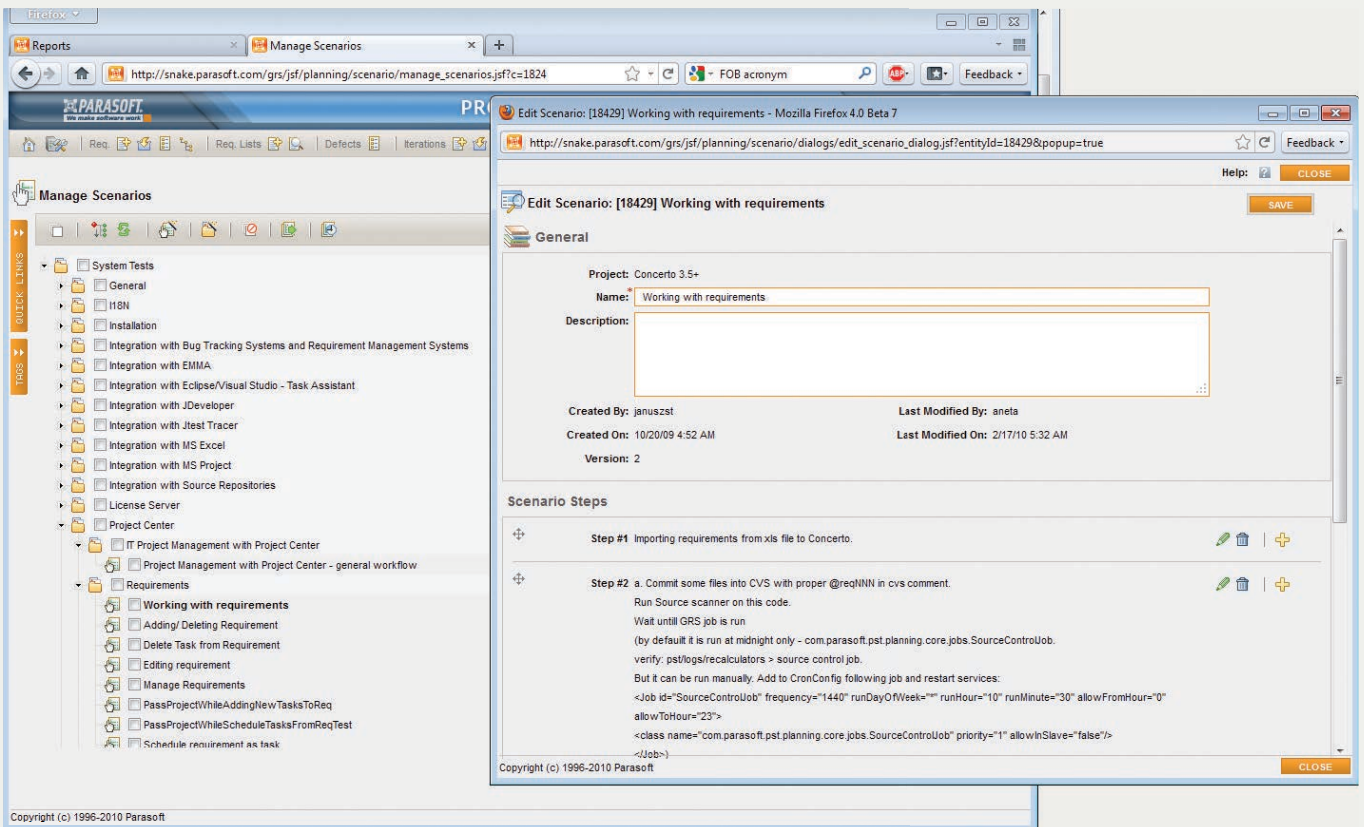 Firefox
Reports
Manage Scenarios
http://snake.parasoft.com/grs/jsf/planning/scenario/manage_scenarios.jsf?c=1824
FOB acronym
ABP
Feedback
PARASOFT.
We make software work
PRO
Req.
Req. Lists
Defects
Iterations
Manage Scenarios
QUICK LINKS
TAGS
System Tests
General
I18N
Installation
Integration with Bug Tracking Systems and Requirement Management Systems
Integration with EMMA
Integration with Eclipse/Visual Studio - Task Assistant
Integration with JDeveloper
Integration with Jtest Tracer
Integration with MS Excel
Integration with MS Project
Integration with Source Repositories
License Server
Project Center
IT Project Management with Project Center
Project Management with Project Center - general workflow
Requirements
Working with requirements
Adding/ Deleting Requirement
Delete Task from Requirement
Editing requirement
Manage Requirements
PassProjectWhileAddingNewTasksToReq
PassProjectWhileScheduleTasksFromReqTest
Schedule requirement as task
Copyright (c) 1996-2010 Parasoft
Edit Scenario: [18429] Working with requirements - Mozilla Firefox 4.0 Beta 7
http://snake.parasoft.com/grs/jsf/planning/scenario/dialogs/edit_scenario_dialog.jsf?entityId=18429&popup=true
Feedback
Help:
CLOSE
Edit Scenario: [18429] Working with requirements
SAVE
General
Project: Concerto 3.5+
Name:* Working with requirements
Description:
Created By: januszst Last Modified By: aneta
Created On: 10/20/09 4:52 AM Last Modified On: 2/17/10 5:32 AM
Version: 2
Scenario Steps
Step #1 Importing requirements from xls file to Concerto.
Step #2 a. Commit some files into CVS with proper @reqNNN in cvs comment.
Run Source scanner on this code.
Wait untill GRS job is run
(by defauilt it is run at midnight only - com.parasoft.pst.planning.core.jobs.SourceControlJob.
verify: pst/logs/recalculators > source control job.
But it can be run manually. Add to CronConfig following job and restart services:
<Job id="SourceControlJob" frequency="1440" runDayOfWeek="*" runHour="10" runMinute="30" allowFromHour="0"
allowToHour="23">
<class name="com.parasoft.pst.planning.core.jobs.SourceControlJob" priority="1" allowInSlave="false"/>
</Job>)
Copyright (c) 1996-2010 Parasoft
CLOSE